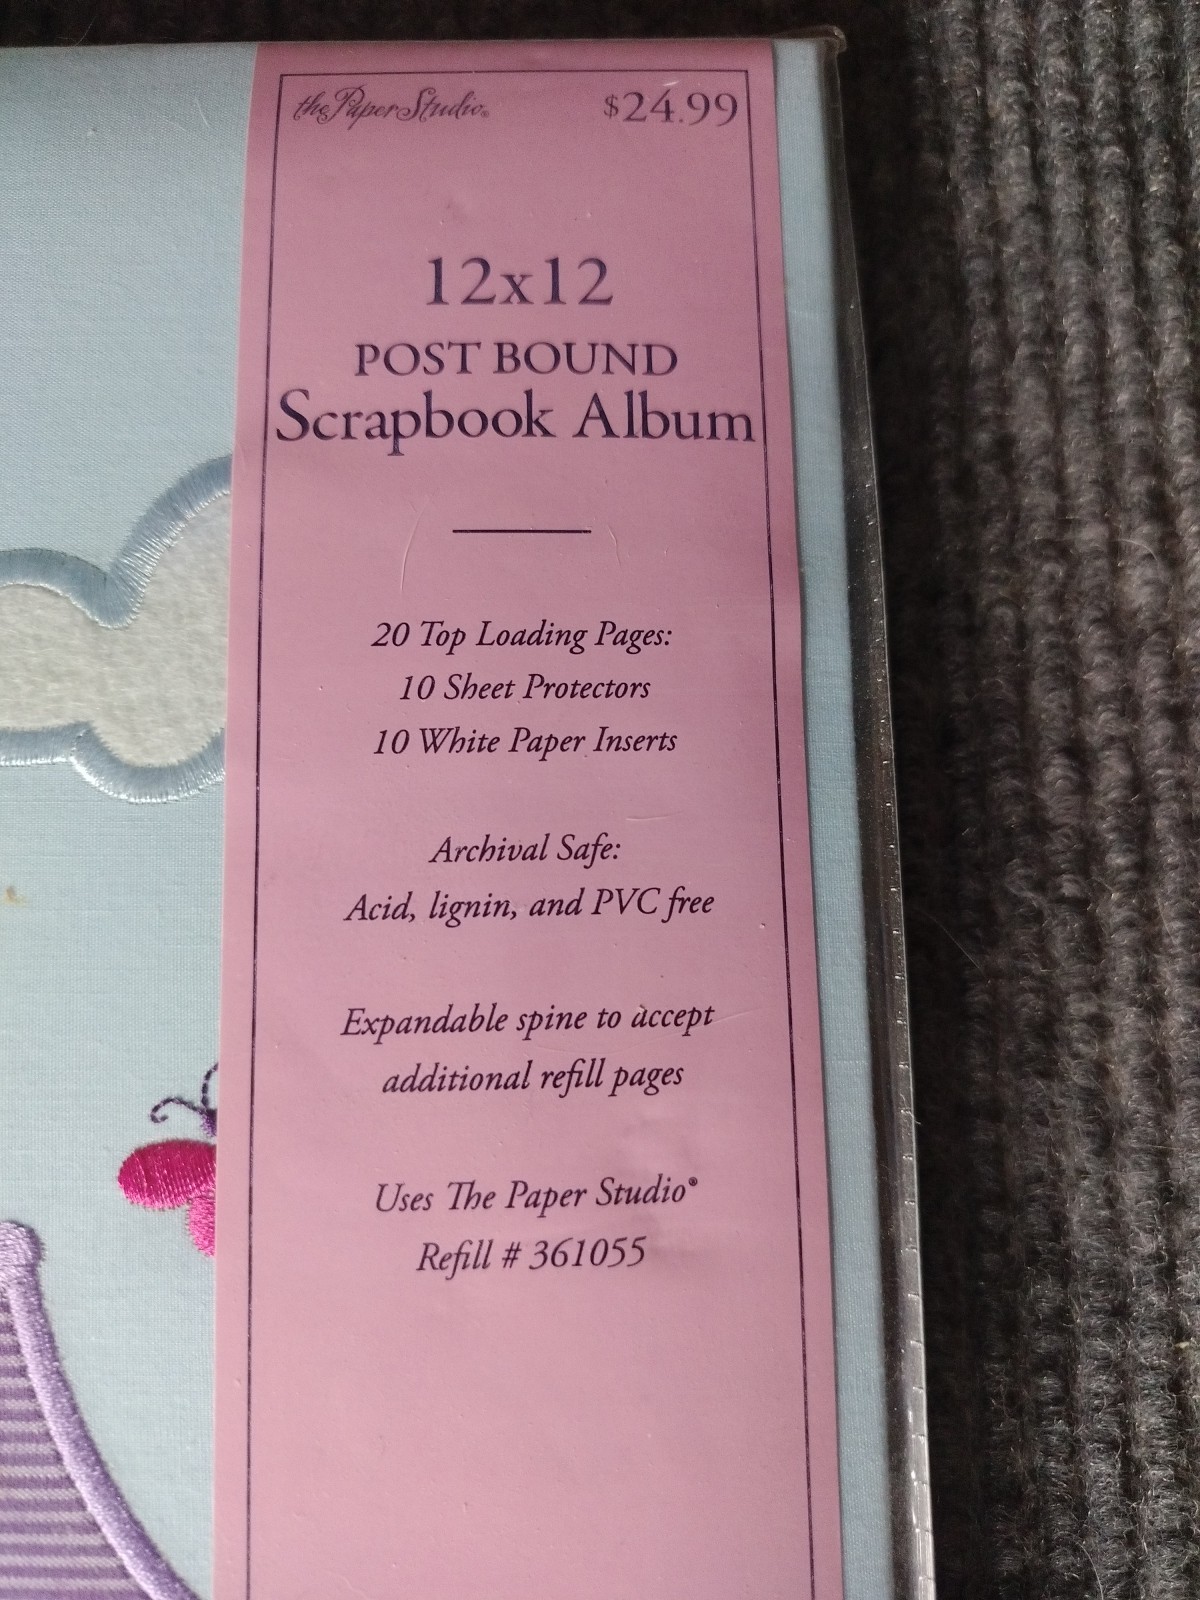 the Paper Studio®
$24.99
12x12
POST BOUND
Scrapbook Album
20 Top Loading Pages:
10 Sheet Protectors
10 White Paper Inserts
Archival Safe:
Acid, lignin, and PVC free
Expandable spine to accept
additional refill pages
Uses The Paper Studio®
Refill # 361055